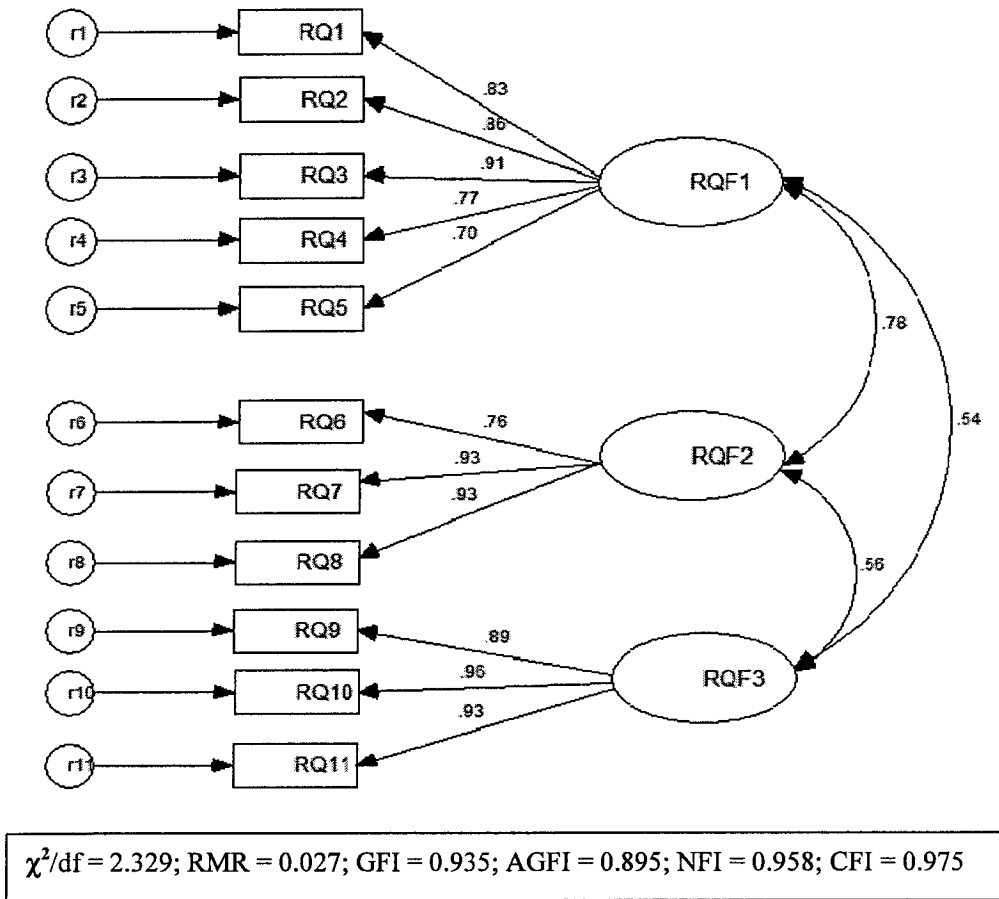 r1 RQ1
.83
r2 RQ2
.86
r3 RQ3 .91 RQF1
.77
r4 RQ4
.70
r5 RQ5
.78
.54
r6 RQ6 .76
RQF2
.93
r7 RQ7
.93
r8 RQ8 .56
r9 RQ9
.89
.96 RQF3
r10 RQ10
.93
r11 RQ11
χ²/df = 2.329; RMR = 0.027; GFI = 0.935; AGFI = 0.895; NFI = 0.958; CFI = 0.975